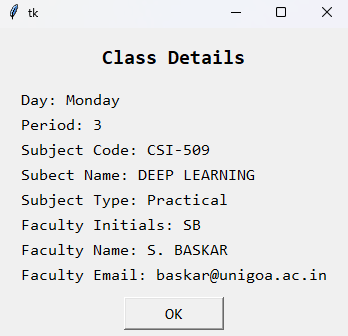 tk
Class Details
Day: Monday
Period: 3
Subject Code: CSI-509
Subect Name: DEEP LEARNING
Subject Type: Practical
Faculty Initials: SB
Faculty Name: S. BASKAR
Faculty Email: baskar@unigoa.ac.in
OK